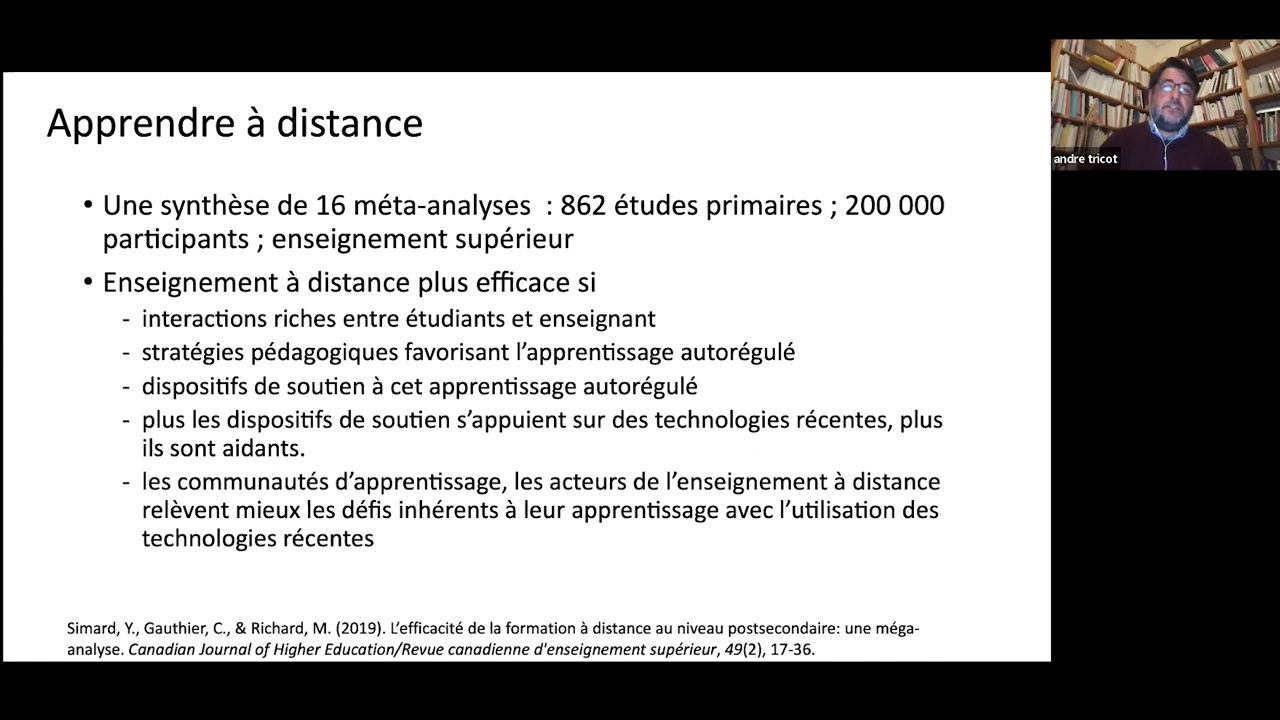 Apprendre à distance
andre tricot
• Une synthèse de 16 méta-analyses : 862 études primaires ; 200 000
participants ; enseignement supérieur
• Enseignement à distance plus efficace si
- interactions riches entre étudiants et enseignant
- stratégies pédagogiques favorisant l’apprentissage autorégulé
- dispositifs de soutien à cet apprentissage autorégulé
- plus les dispositifs de soutien s’appuient sur des technologies récentes, plus
ils sont aidants.
- les communautés d’apprentissage, les acteurs de l’enseignement à distance
relèvent mieux les défis inhérents à leur apprentissage avec l’utilisation des
technologies récentes
Simard, Y., Gauthier, C., & Richard, M. (2019). L’efficacité de la formation à distance au niveau postsecondaire: une méga-
analyse. Canadian Journal of Higher Education/Revue canadienne d'enseignement supérieur, 49(2), 17-36.